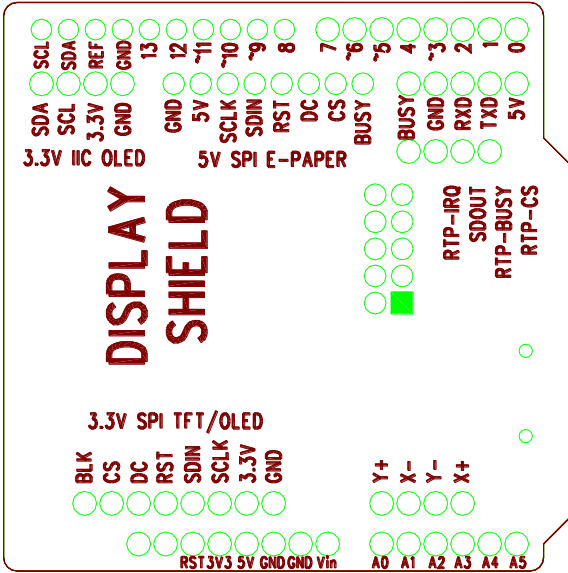 SCL SDA REF GND 13 12 ~11 ~10 ~9 8 7 ~6 ~5 4 ~3 2 1 0
SDA SCL 3.3V GND GND 5V SCLK SDIN RST DC CS BUSY BUSY GND RXD TXD 5V
3.3V IIC OLED 5V SPI E-PAPER
DISPLAY
SHIELD
RTP-IRQ
SDOUT
RTP-BUSY
RTP-CS
3.3V SPI TFT/OLED
BLK CS DC RST SDIN SCLK 3.3V GND Y+ X- Y- X+
RST 3V3 5V GND GND Vin A0 A1 A2 A3 A4 A5